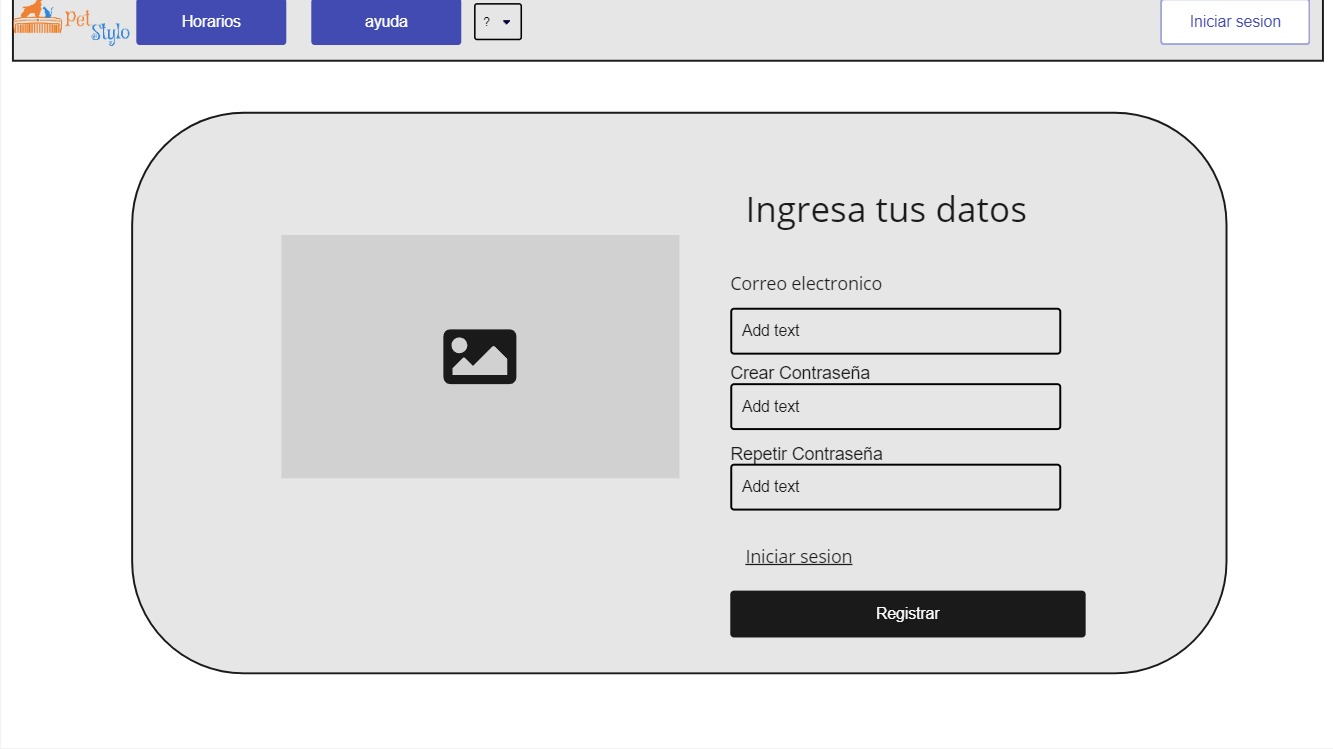 Pet
Stylo
Horarios
ayuda
?
Iniciar sesion
Ingresa tus datos
Correo electronico
Add text
Crear Contraseña
Add text
Repetir Contraseña
Add text
Iniciar sesion
Registrar